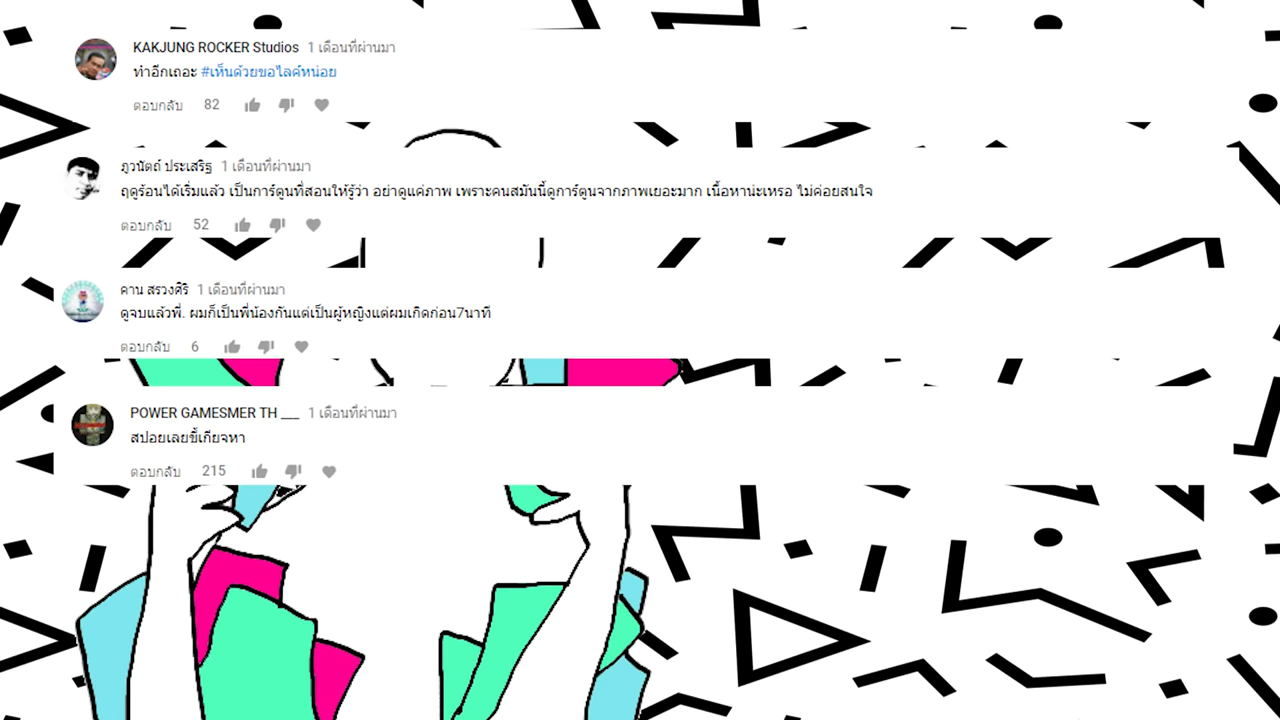 KAKJUNG ROCKER Studios 1 เดือนที่ผ่านมา
ทำอีกเถอะ #เห็นด้วยขอไลค์หน่อย
ตอบกลับ 82
ภูวนัตถ์ ประเสริฐ 1 เดือนที่ผ่านมา
ฤดูร้อนได้เริ่มแล้ว เป็นการ์ตูนที่สอนให้รู้ว่า อย่าดูแค่ภาพ เพราะคนสมันนี้ดูการ์ตูนจากภาพเยอะมาก เนื้อหาน่ะเหรอ ไม่ค่อยสนใจ
ตอบกลับ 52
คาน สรวงศิริ 1 เดือนที่ผ่านมา
ดูจบแล้วพี่. ผมก็เป็นพี่น้องกันแต่เป็นผู้หญิงแต่ผมเกิดก่อน7นาที
ตอบกลับ 6
POWER GAMESMER TH ___ 1 เดือนที่ผ่านมา
สปอยเลยขี้เกียจหา
ตอบกลับ 215